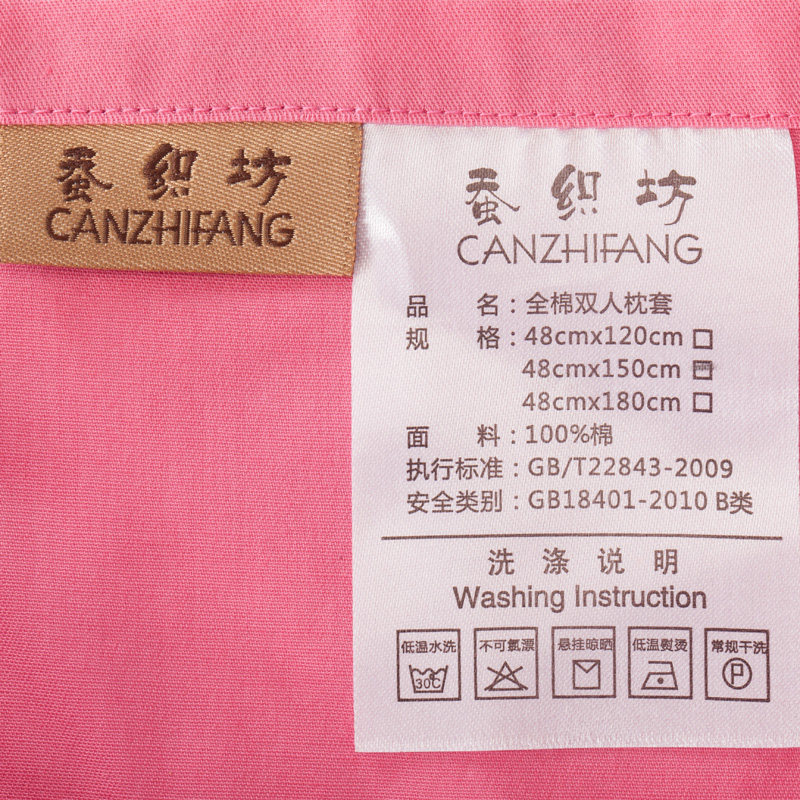 蚕织坊
CANZHIFANG
蚕织坊
CANZHIFANG
品 名：全棉双人枕套
规 格：48cmx120cm
48cmx150cm
48cmx180cm
面 料：100%棉
执行标准：GB/T22843-2009
安全类别：GB18401-2010 B类
洗涤说明
Washing Instruction
低温水洗 不可氯漂 悬挂晾晒 低温熨烫 常规干洗
30C P